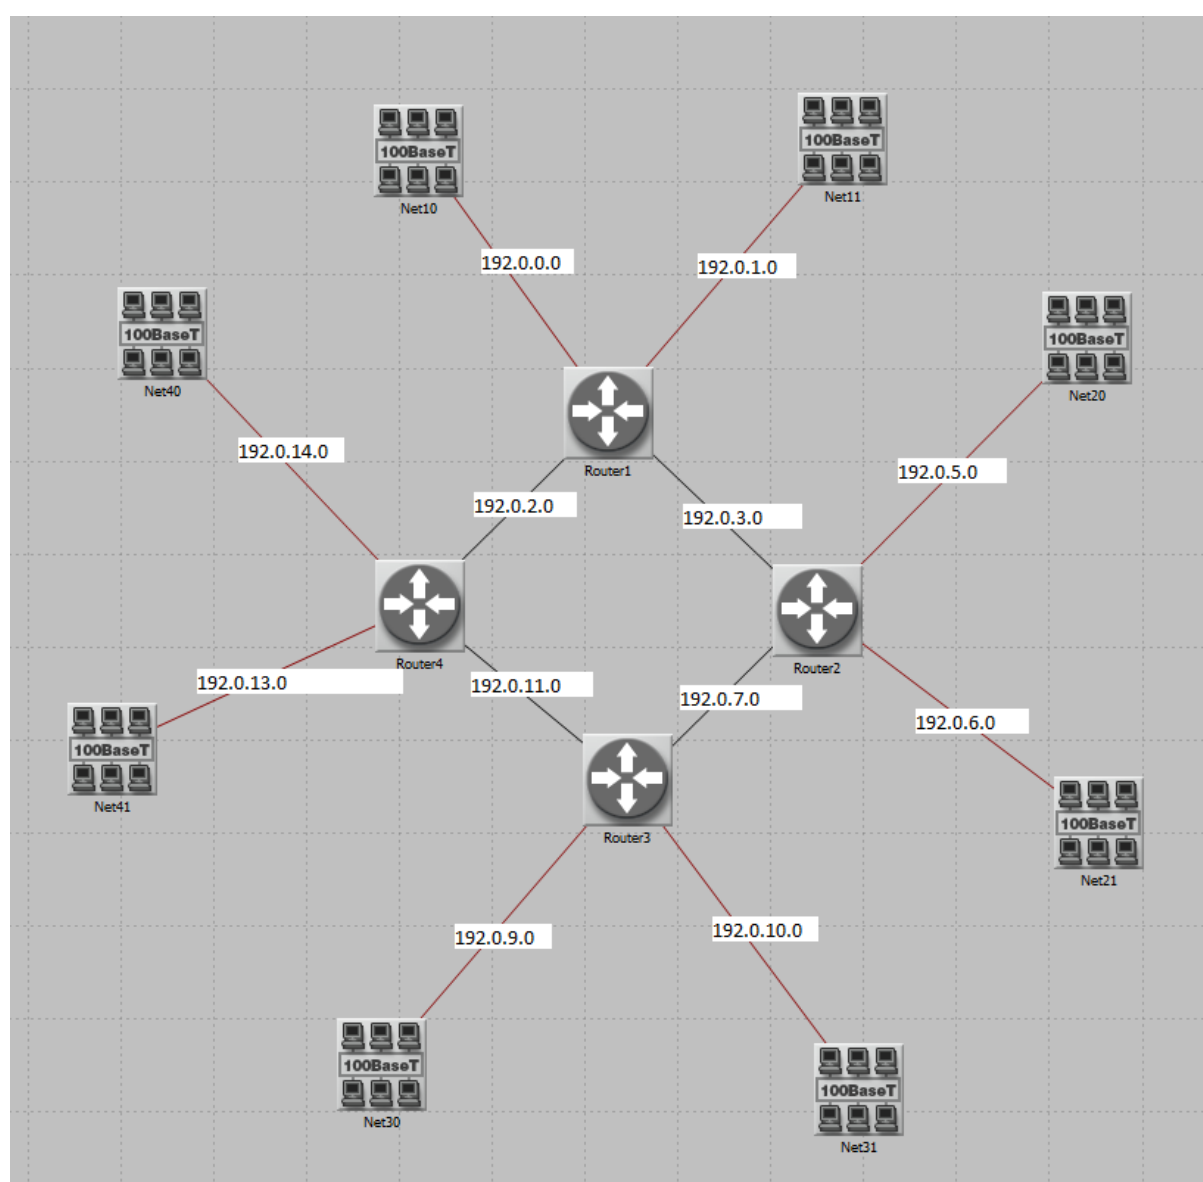 100BaseT
Net10
100BaseT
Net11
192.0.0.0
192.0.1.0
100BaseT
Net40
100BaseT
Net20
192.0.14.0
Router1
192.0.5.0
192.0.2.0
192.0.3.0
Router4
Router2
192.0.13.0
192.0.11.0
192.0.7.0
192.0.6.0
100BaseT
Net41
Router3
100BaseT
Net21
192.0.9.0
192.0.10.0
100BaseT
Net30
100BaseT
Net31